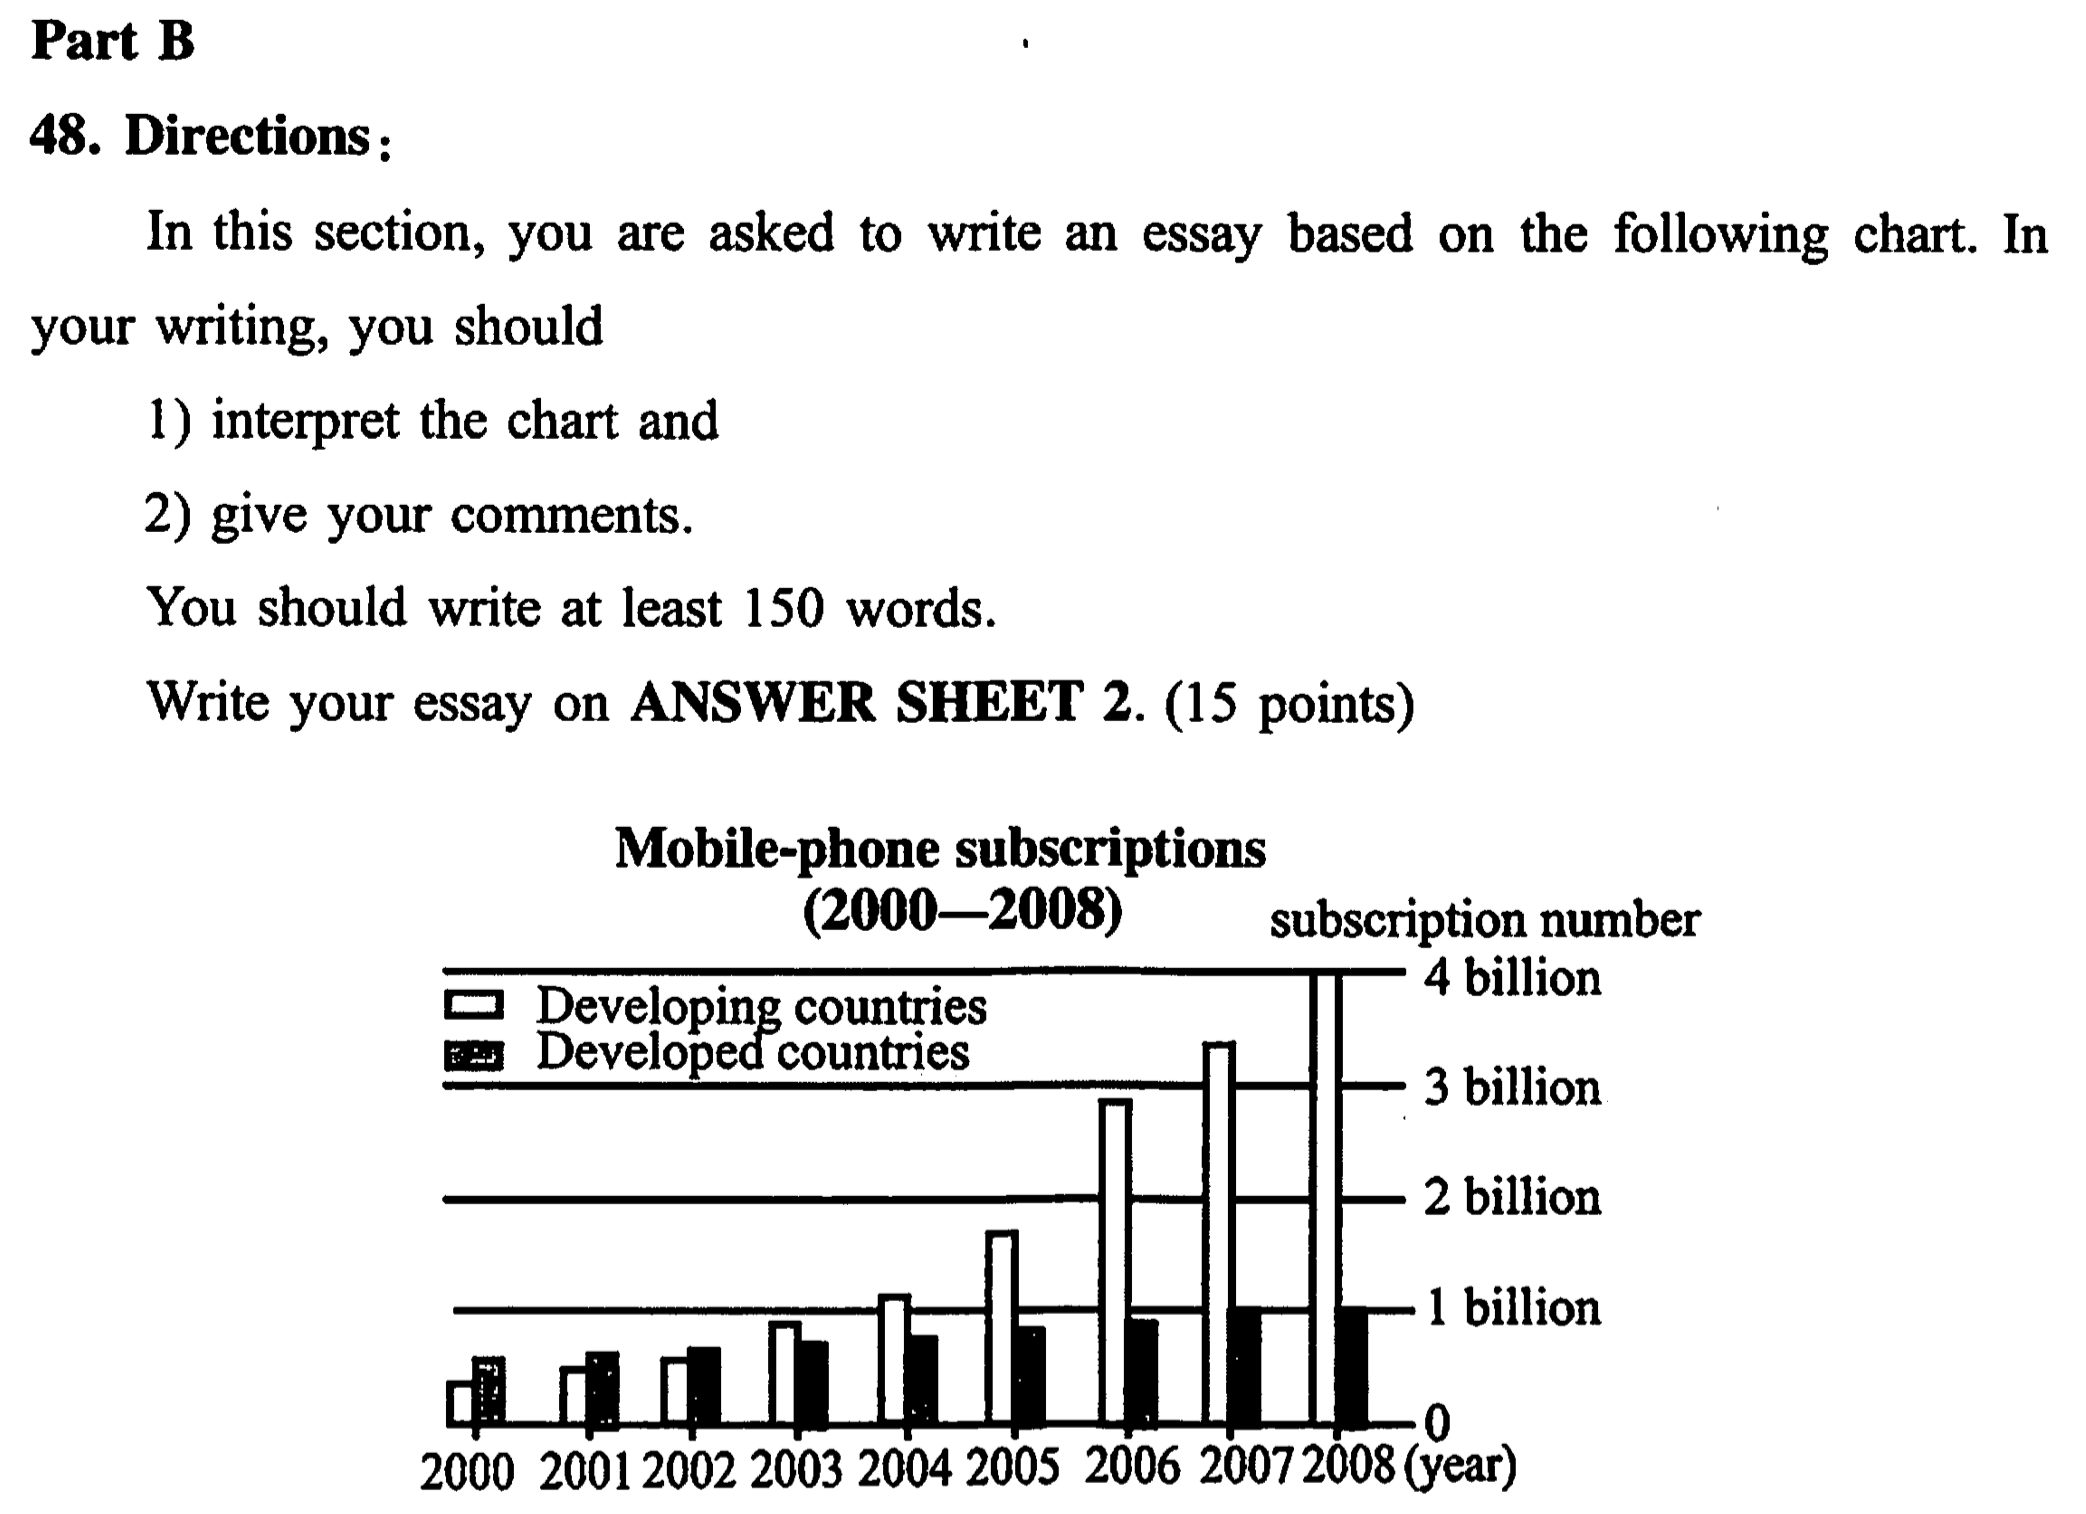 Part B
48. Directions:
In this section, you are asked to write an essay based on the following chart. In
your writing, you should
1) interpret the chart and
2) give your comments.
You should write at least 150 words.
Write your essay on ANSWER SHEET 2. (15 points)
Mobile-phone subscriptions
(2000—2008)
subscription number
4 billion
Developing countries
Developed countries
3 billion
2 billion
1 billion
0
2000 2001 2002 2003 2004 2005 2006 2007 2008 (year)